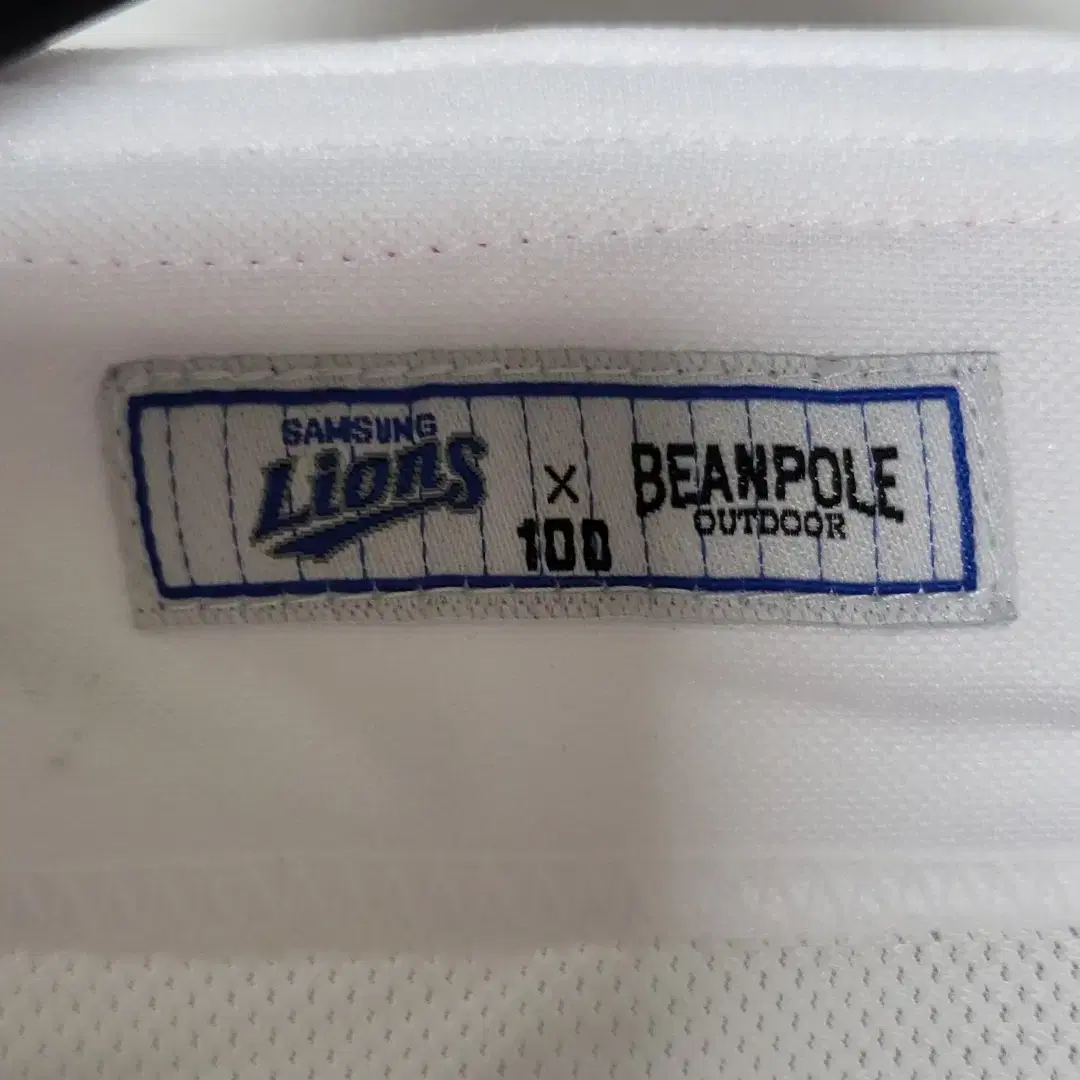 SAMSUNG
Lions
×
BEANPOLE
OUTDOOR
100